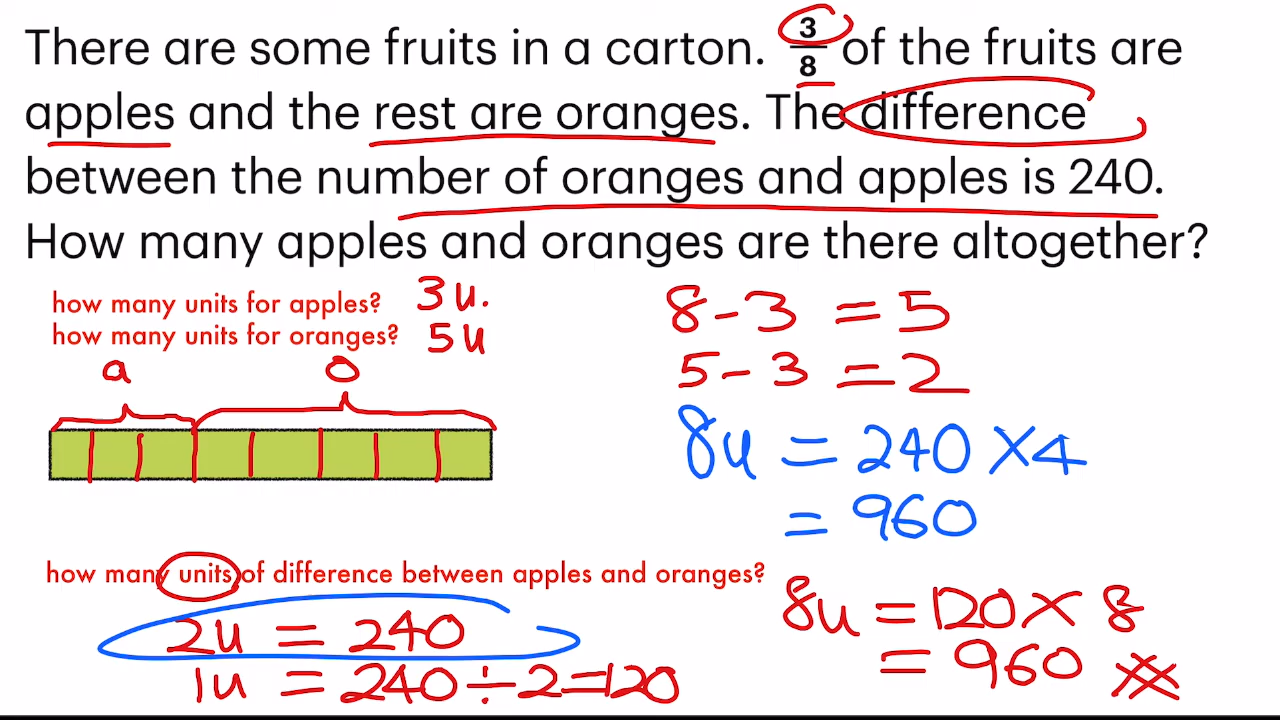 There are some fruits in a carton. 3/8 of the fruits are
apples and the rest are oranges. The difference
between the number of oranges and apples is 240.
How many apples and oranges are there altogether?
how many units for apples? 3u.
how many units for oranges? 5u
a
o
how many units of difference between apples and oranges?
2u = 240
1u = 240 ÷ 2 = 120
8 - 3 = 5
5 - 3 = 2
8u = 240 × 4
= 960
8u = 120 × 8
= 960